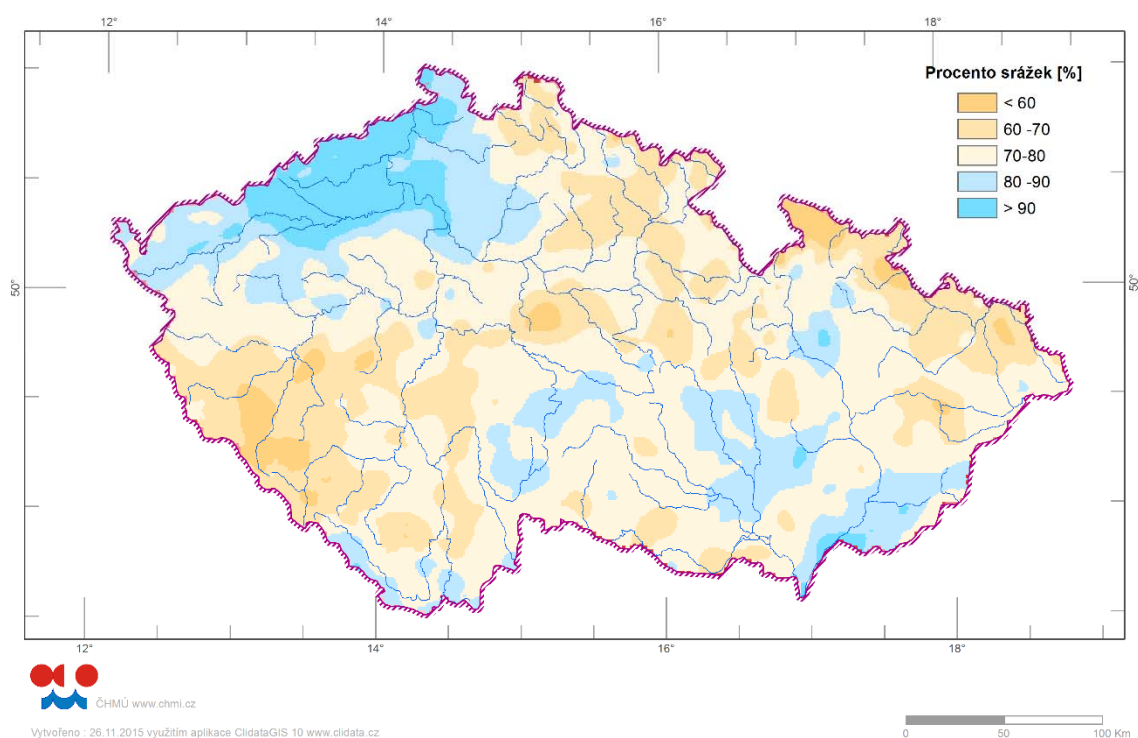 12° 14° 16° 18°
Procento srážek [%]
< 60
60 -70
70-80
80 -90
> 90
50° 50°
12° 14° 16° 18°
ČHMÚ www.chmi.cz
Vytvořeno : 26.11.2015 využitím aplikace ClidataGIS 10 www.clidata.cz
0 50 100 Km